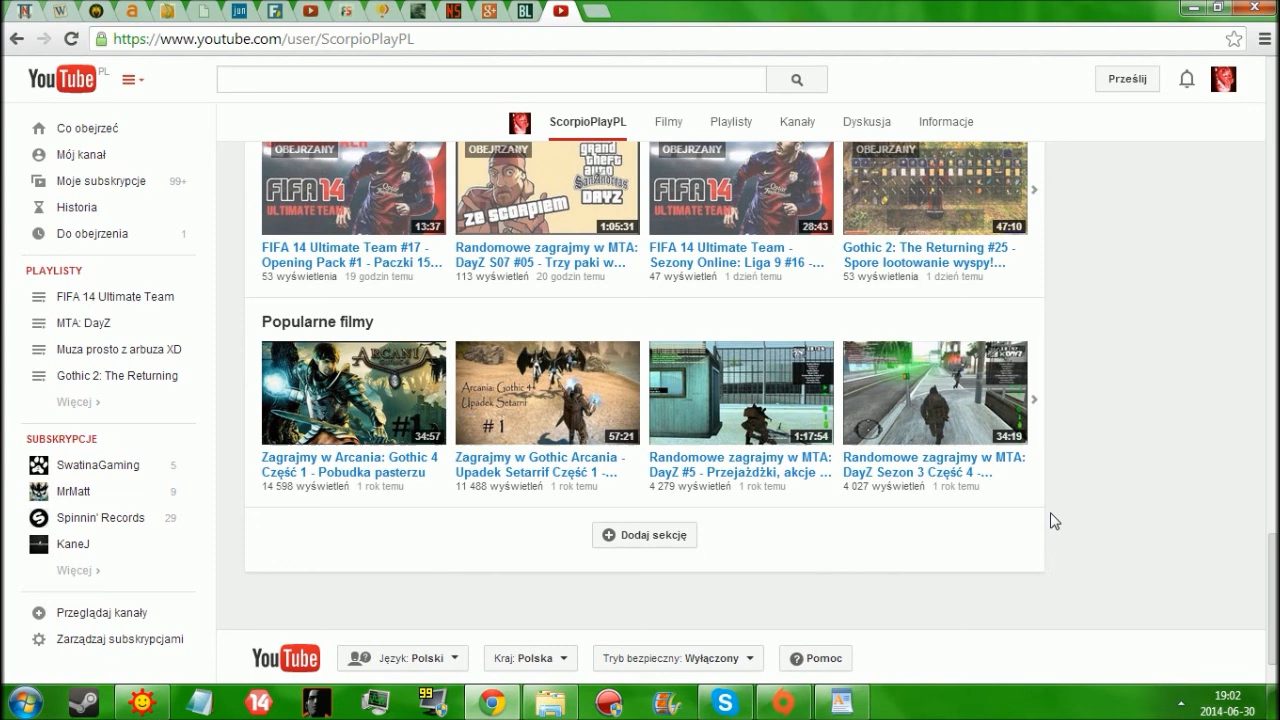 https://www.youtube.com/user/ScorpioPlayPL
YouTube PL
Prześlij
ScorpioPlayPL Filmy Playlisty Kanały Dyskusja Informacje
Co obejrzeć
Mój kanał
Moje subskrypcje 99+
Historia
Do obejrzenia 1
PLAYLISTY
FIFA 14 Ultimate Team
MTA: DayZ
Muza prosto z arbuza XD
Gothic 2: The Returning
Więcej ›
SUBSKRYPCJE
SwatinaGaming 5
MrMatt 9
Spinnin' Records 29
KaneJ
Więcej ›
Przeglądaj kanały
Zarządzaj subskrypcjami
OBEJRZANY
FIFA14
ULTIMATE TEAM
13:37
FIFA 14 Ultimate Team #17 -
Opening Pack #1 - Paczki 15...
53 wyświetlenia 19 godzin temu
OBEJRZANY
grand
theft
auto
SanAndreas
DAYZ
ZE SCORPIEM
1:05:31
Randomowe zagrajmy w MTA:
DayZ S07 #05 - Trzy paki w...
113 wyświetleń 20 godzin temu
OBEJRZANY
FIFA14
ULTIMATE TEAM
28:43
FIFA 14 Ultimate Team -
Sezony Online: Liga 9 #16 -...
47 wyświetleń 1 dzień temu
OBEJRZANY
47:10
Gothic 2: The Returning #25 -
Spore lootowanie wyspy!...
53 wyświetlenia 1 dzień temu
Popularne filmy
ARCANIA
#1
34:57
Zagrajmy w Arcania: Gothic 4
Część 1 - Pobudka pasterzu
14 598 wyświetleń 1 rok temu
Arcania: Gothic 4
Upadek Setarrif
#1
57:21
Zagrajmy w Gothic Arcania -
Upadek Setarrif Część 1 -...
11 488 wyświetleń 1 rok temu
1:17:54
Randomowe zagrajmy w MTA:
DayZ #5 - Przejażdżki, akcje ...
4 279 wyświetleń 1 rok temu
34:19
Randomowe zagrajmy w MTA:
DayZ Sezon 3 Część 4 -...
4 027 wyświetleń 1 rok temu
Dodaj sekcję
YouTube
Język: Polski
Kraj: Polska
Tryb bezpieczny: Wyłączony
Pomoc
14
99
19:02
2014-06-30